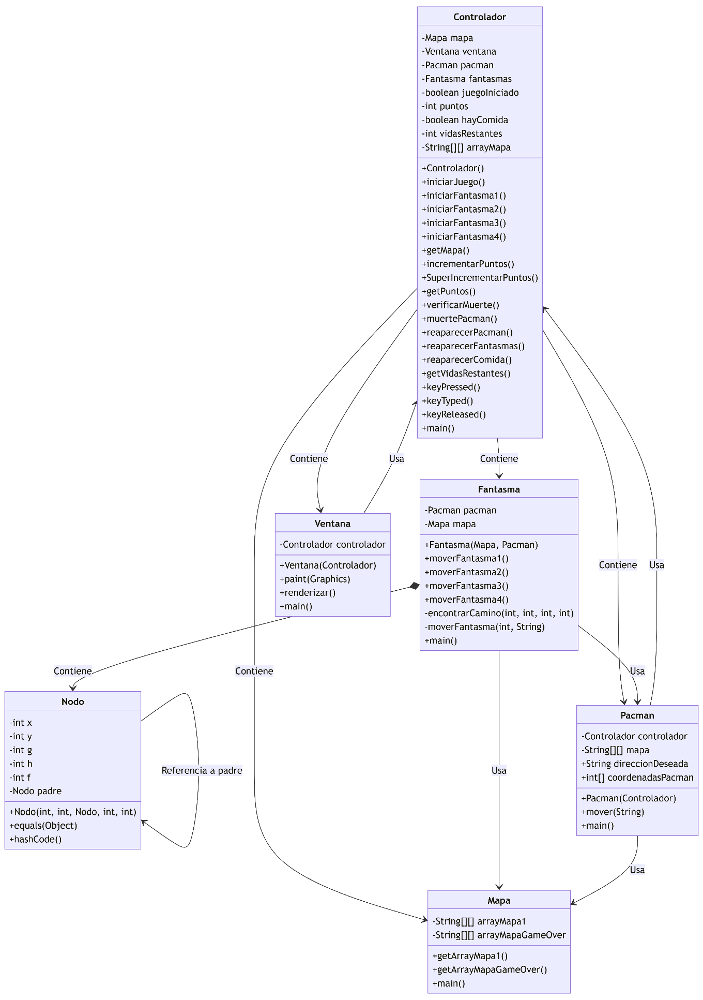 Controlador
-Mapa mapa
-Ventana ventana
-Pacman pacman
-Fantasma fantasmas
-boolean juegoIniciado
-int puntos
-boolean hayComida
-int vidasRestantes
-String[][] arrayMapa
+Controlador()
+iniciarJuego()
+iniciarFantasma1()
+iniciarFantasma2()
+iniciarFantasma3()
+iniciarFantasma4()
+getMapa()
+incrementarPuntos()
+SuperIncrementarPuntos()
+getPuntos()
+verificarMuerte()
+muertePacman()
+reaparecerPacman()
+reaparecerFantasmas()
+reaparecerComida()
+getVidasRestantes()
+keyPressed()
+keyTyped()
+keyReleased()
+main()
Contiene
Usa
Contiene
Fantasma
-Pacman pacman
-Mapa mapa
+Fantasma(Mapa, Pacman)
+moverFantasma1()
+moverFantasma2()
+moverFantasma3()
+moverFantasma4()
-encontrarCamino(int, int, int, int)
-moverFantasma(int, String)
+main()
Ventana
-Controlador controlador
+Ventana(Controlador)
+paint(Graphics)
+renderizar()
+main()
Contiene
Usa
Contiene
Contiene
Usa
Nodo
-int x
-int y
-int g
-int h
-int f
-Nodo padre
+Nodo(int, int, Nodo, int, int)
+equals(Object)
+hashCode()
Referencia a padre
Usa
Pacman
-Controlador controlador
-String[][] mapa
+String direccionDeseada
+int[] coordenadasPacman
+Pacman(Controlador)
+mover(String)
+main()
Usa
Mapa
-String[][] arrayMapa1
-String[][] arrayMapaGameOver
+getArrayMapa1()
+getArrayMapaGameOver()
+main()